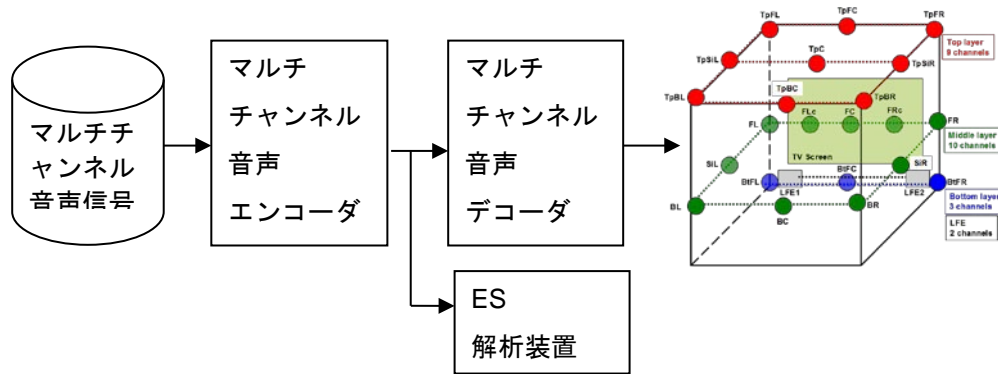 マルチチ
ャンネル
音声信号
マルチ
チャンネル
音声
エンコーダ
マルチ
チャンネル
音声
デコーダ
ES
解析装置
TpFL
TpFC
TpFR
Top layer
9 channels
TpSiL
TpC
TpSiR
TpBL
TpBC
TpBR
FL
FLc
FC
FRc
FR
Middle layer
10 channels
TV Screen
SiL
SiR
BtFL
LFE1
BtFC
LFE2
BtFR
BL
BC
BR
Bottom layer
3 channels
LFE
2 channels